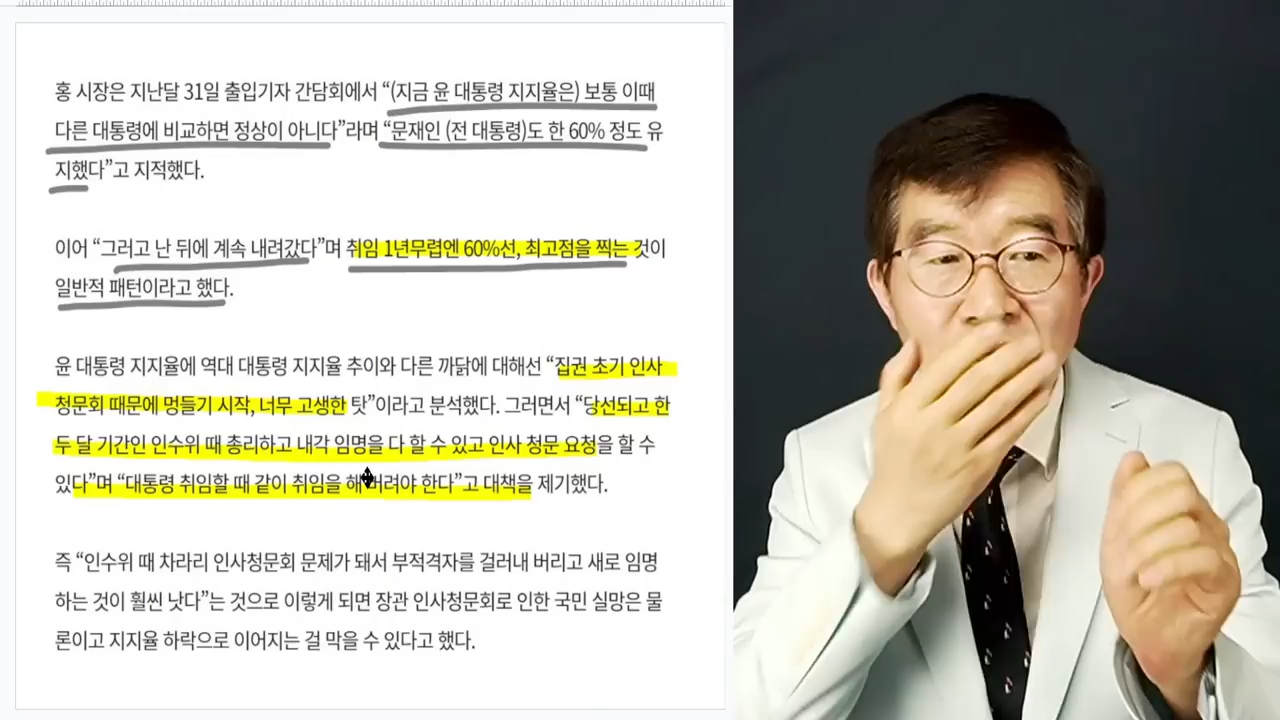 홍 시장은 지난달 31일 출입기자 간담회에서 “(지금 윤 대통령 지지율은) 보통 이때
다른 대통령에 비교하면 정상이 아니다”라며 “문재인 (전 대통령)도 한 60% 정도 유
지했다”고 지적했다.
이어 “그러고 난 뒤에 계속 내려갔다”며 취임 1년무렵엔 60%선, 최고점을 찍는 것이
일반적 패턴이라고 했다.
윤 대통령 지지율에 역대 대통령 지지율 추이와 다른 까닭에 대해선 “집권 초기 인사
청문회 때문에 멍들기 시작, 너무 고생한 탓”이라고 분석했다. 그러면서 “당선되고 한
두 달 기간인 인수위 때 총리하고 내각 임명을 다 할 수 있고 인사 청문 요청을 할 수
있다”며 “대통령 취임할 때 같이 취임을 해 버려야 한다”고 대책을 제기했다.
즉 “인수위 때 차라리 인사청문회 문제가 돼서 부적격자를 걸러내 버리고 새로 임명
하는 것이 훨씬 낫다”는 것으로 이렇게 되면 장관 인사청문회로 인한 국민 실망은 물
론이고 지지율 하락으로 이어지는 걸 막을 수 있다고 했다.